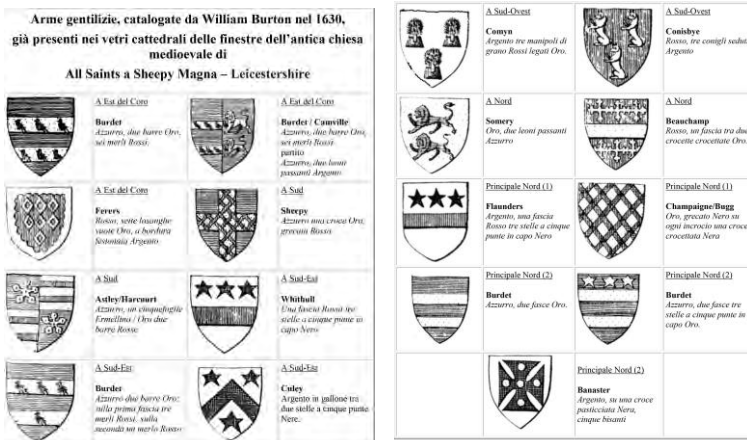 Arme gentilizie, catalogate da William Burton nel 1630,
già presenti nei vetri cattedrali delle finestre dell'antica chiesa
medioevale di
All Saints a Sheepy Magna – Leicestershire
A Est del Coro
Burdet
Azzurro, due barre Oro,
sei merli Rossi.
A Est del Coro
Burdet / Camville
Azzurro, due barre Oro,
sei merli Rossi
partito
Azzurro, due leoni
passanti Argento
A Est del Coro
Ferers
Rosso, sette losanghe
vuote Oro, a bordura
Argento
A Sud
Sheepy
Azzurro una croce Oro,
grecata Rosso
A Sud
Astley/Harcourt
Azzurro, un cinquefoglie
Ermellino / Oro due
barre Rosse
A Sud-Est
Whithull
Una fascia Rossa tre
stelle a cinque punte in
capo Nero
A Sud-Est
Burdet
Azzurro due barre Oro;
sulla prima fascia tre
merli Rossi, sulla
seconda un merlo Rosso
A Sud-Est
Culey
Argento in gallone tra
due stelle a cinque punte
Nere.
A Sud-Ovest
Comyn
Argento tre manipoli di
grano Rossi legati Oro.
A Sud-Ovest
Conisbye
Rosso, tre conigli seduti
Argento
A Nord
Somery
Oro, due leoni passanti
Azzurro
A Nord
Beauchamp
Rosso, un fascia tra due
crocette crocettate Oro.
Principale Nord (1)
Flaunders
Argento, una fascia
Rosso tre stelle a cinque
punte in capo Nero
Principale Nord (1)
Champaigne/Bugg
Oro, grecato Nero su
ogni incrocio una croce
crocettata Nera
Principale Nord (2)
Burdet
Azzurro, due fasce Oro.
Principale Nord (2)
Burdet
Azzurro, due fasce tre
stelle a cinque punte in
capo Oro.
Principale Nord (2)
Banaster
Argento, su una croce
pasticciata Nera,
cinque bisanti